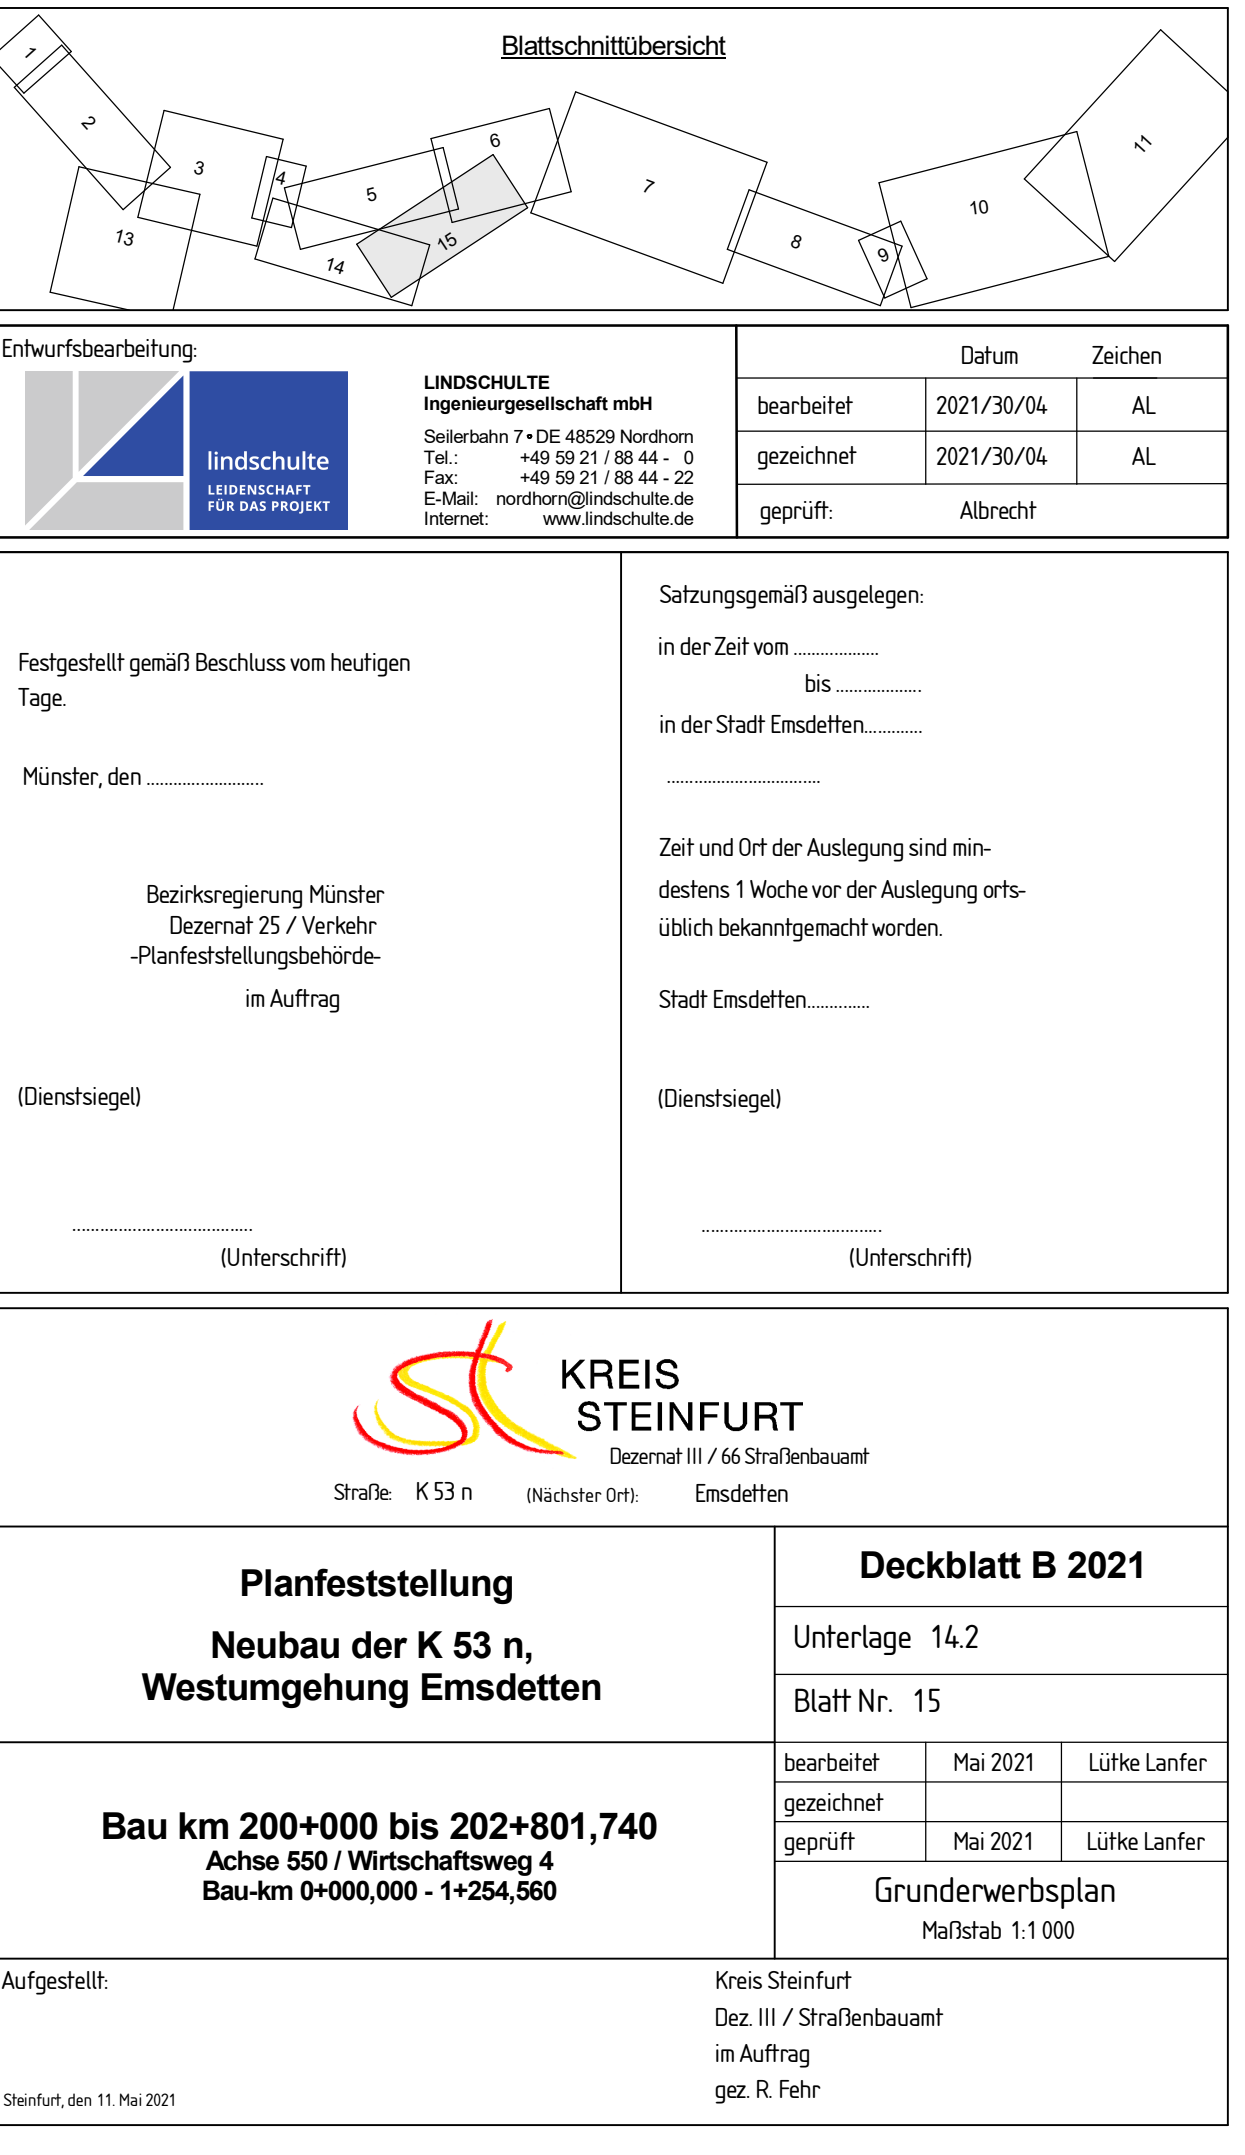 Blattschnittübersicht
1
2
3
4
5
6
7
8
9
10
11
13
14
15
Entwurfsbearbeitung:
lindschulte
LEIDENSCHAFT
FÜR DAS PROJEKT
LINDSCHULTE
Ingenieurgesellschaft mbH
Seilerbahn 7 • DE 48529 Nordhorn
Tel.: +49 59 21 / 88 44 - 0
Fax: +49 59 21 / 88 44 - 22
E-Mail: nordhorn@lindschulte.de
Internet: www.lindschulte.de
Datum Zeichen
bearbeitet 2021/30/04 AL
gezeichnet 2021/30/04 AL
geprüft: Albrecht
Festgestellt gemäß Beschluss vom heutigen
Tage.
Münster, den ..........................
Bezirksregierung Münster
Dezernat 25 / Verkehr
-Planfeststellungsbehörde-
im Auftrag
(Dienstsiegel)
........................................
(Unterschrift)
Satzungsgemäß ausgelegen:
in der Zeit vom ...................
bis ...................
in der Stadt Emsdetten.............
..................................
Zeit und Ort der Auslegung sind min-
destens 1 Woche vor der Auslegung orts-
üblich bekanntgemacht worden.
Stadt Emsdetten..............
(Dienstsiegel)
........................................
(Unterschrift)
KREIS
STEINFURT
Dezernat III / 66 Straßenbauamt
Straße: K 53 n (Nächster Ort): Emsdetten
Planfeststellung
Neubau der K 53 n,
Westumgehung Emsdetten
Deckblatt B 2021
Unterlage 14.2
Blatt Nr. 15
bearbeitet Mai 2021 Lütke Lanfer
gezeichnet
geprüft Mai 2021 Lütke Lanfer
Bau km 200+000 bis 202+801,740
Achse 550 / Wirtschaftsweg 4
Bau-km 0+000,000 - 1+254,560
Grunderwerbsplan
Maßstab 1:1 000
Aufgestellt:
Steinfurt, den 11. Mai 2021
Kreis Steinfurt
Dez. III / Straßenbauamt
im Auftrag
gez. R. Fehr